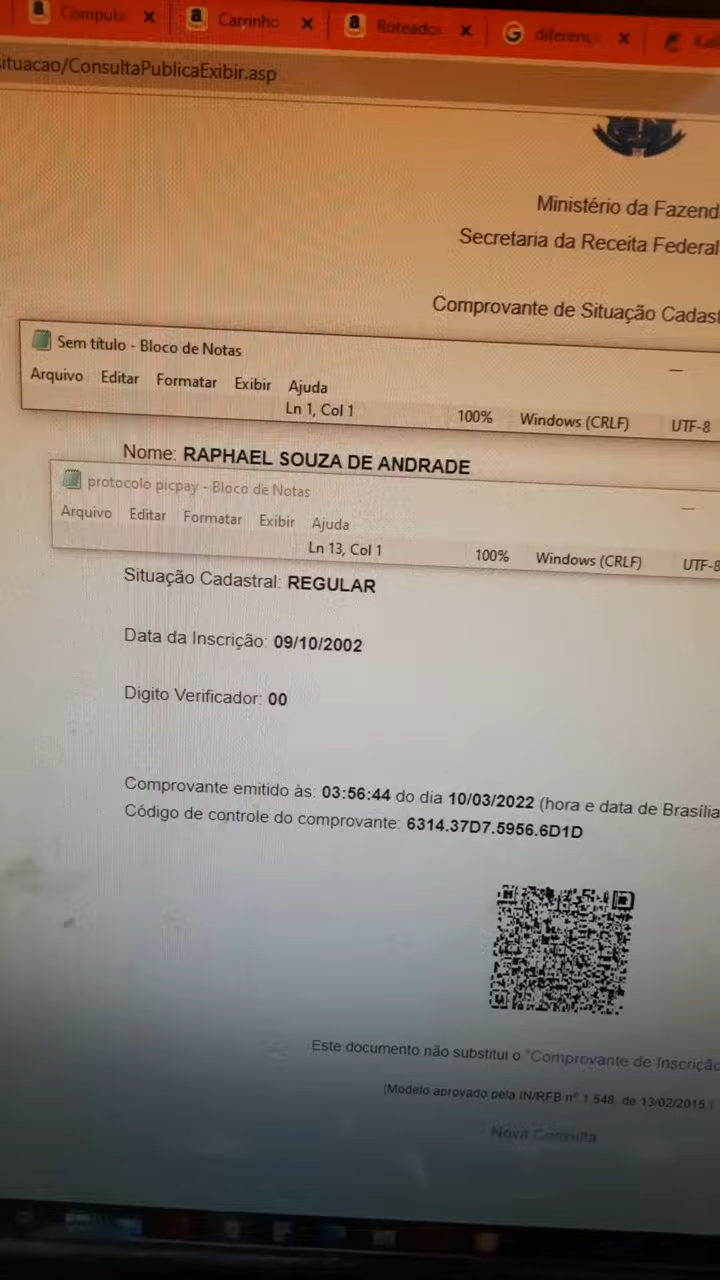 Carrinho
Roteador
diferenç
ituacao/ConsultaPublicaExibir.asp
Ministério da Fazend
Secretaria da Receita Federal
Comprovante de Situação Cadast
Sem título - Bloco de Notas
Arquivo Editar Formatar Exibir Ajuda
Ln 1, Col 1 100% Windows (CRLF) UTF-8
Nome: RAPHAEL SOUZA DE ANDRADE
protocolo picpay - Bloco de Notas
Arquivo Editar Formatar Exibir Ajuda
Ln 13, Col 1 100% Windows (CRLF) UTF-8
Situação Cadastral: REGULAR
Data da Inscrição: 09/10/2002
Digito Verificador: 00
Comprovante emitido às: 03:56:44 do dia 10/03/2022 (hora e data de Brasília
Código de controle do comprovante: 6314.37D7.5956.6D1D
Este documento não substitui o "Comprovante de Inscrição
(Modelo aprovado pela IN/RFB nº 1.548, de 13/02/2015.)
Nova Consulta